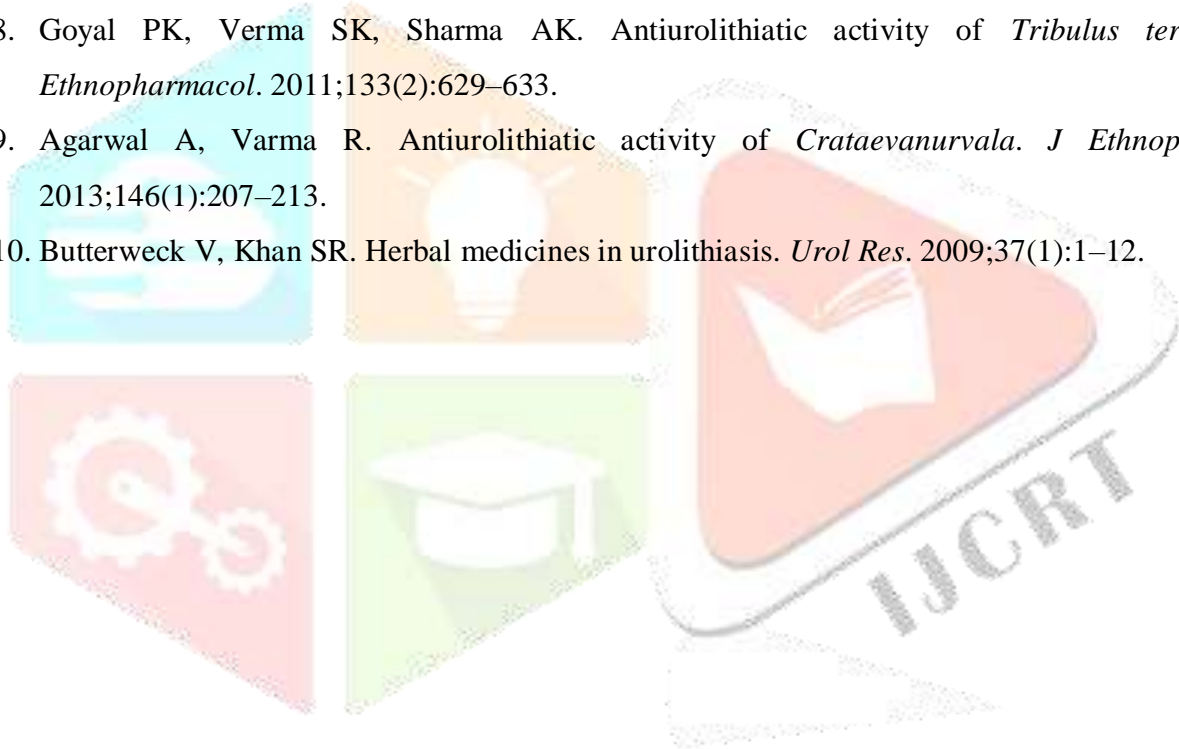 8. Goyal PK, Verma SK, Sharma AK. Antiurolithiatic activity of Tribulus ter
Ethnopharmacol. 2011;133(2):629–633.
9. Agarwal A, Varma R. Antiurolithiatic activity of Crataevanurvala. J Ethnop
2013;146(1):207–213.
10. Butterweck V, Khan SR. Herbal medicines in urolithiasis. Urol Res. 2009;37(1):1–12.
IJCRT